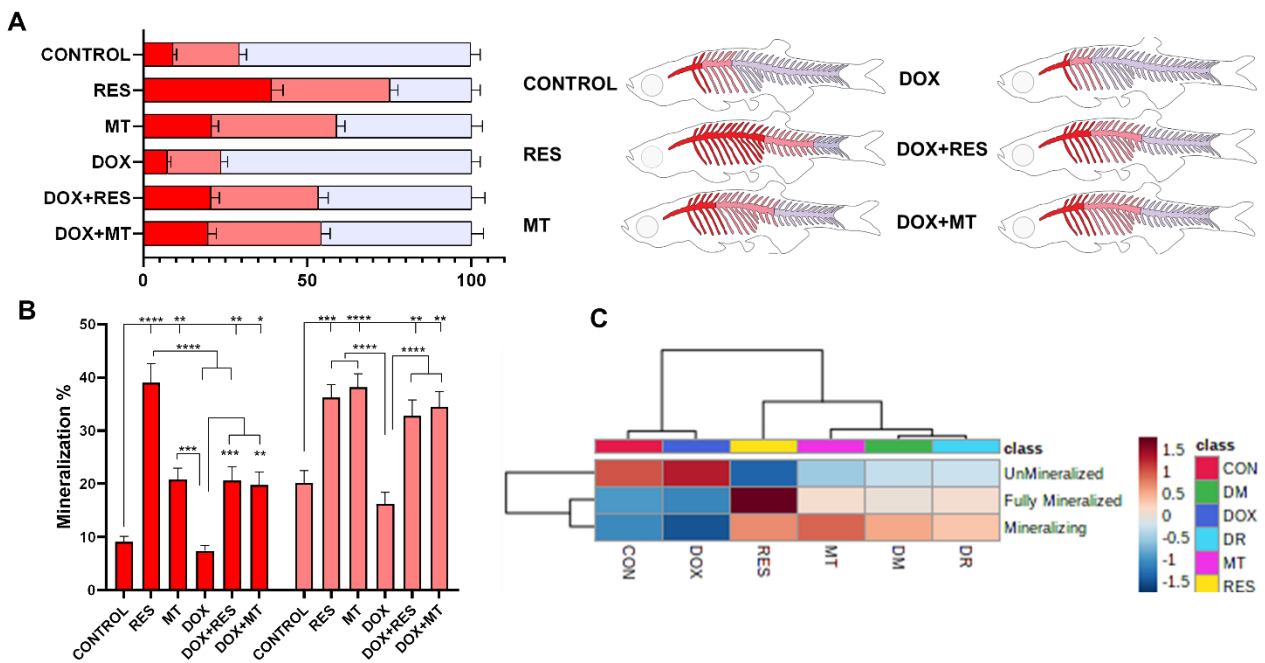 A
CONTROL
RES
MT
DOX
DOX+RES
DOX+MT
0 50 100
CONTROL
RES
MT
DOX
DOX+RES
DOX+MT
B
Mineralization %
50
40
30
20
10
0
**** ** ** *
****
***
*** **
*** **** ** **
**** ****
CONTROL RES MT DOX DOX+RES DOX+MT CONTROL RES MT DOX DOX+RES DOX+MT
C
class
UnMineralized
Fully Mineralized
Mineralizing
CON DOX RES MT DM DR
1.5
1
0.5
0
-0.5
-1
-1.5
class
CON
DM
DOX
DR
MT
RES